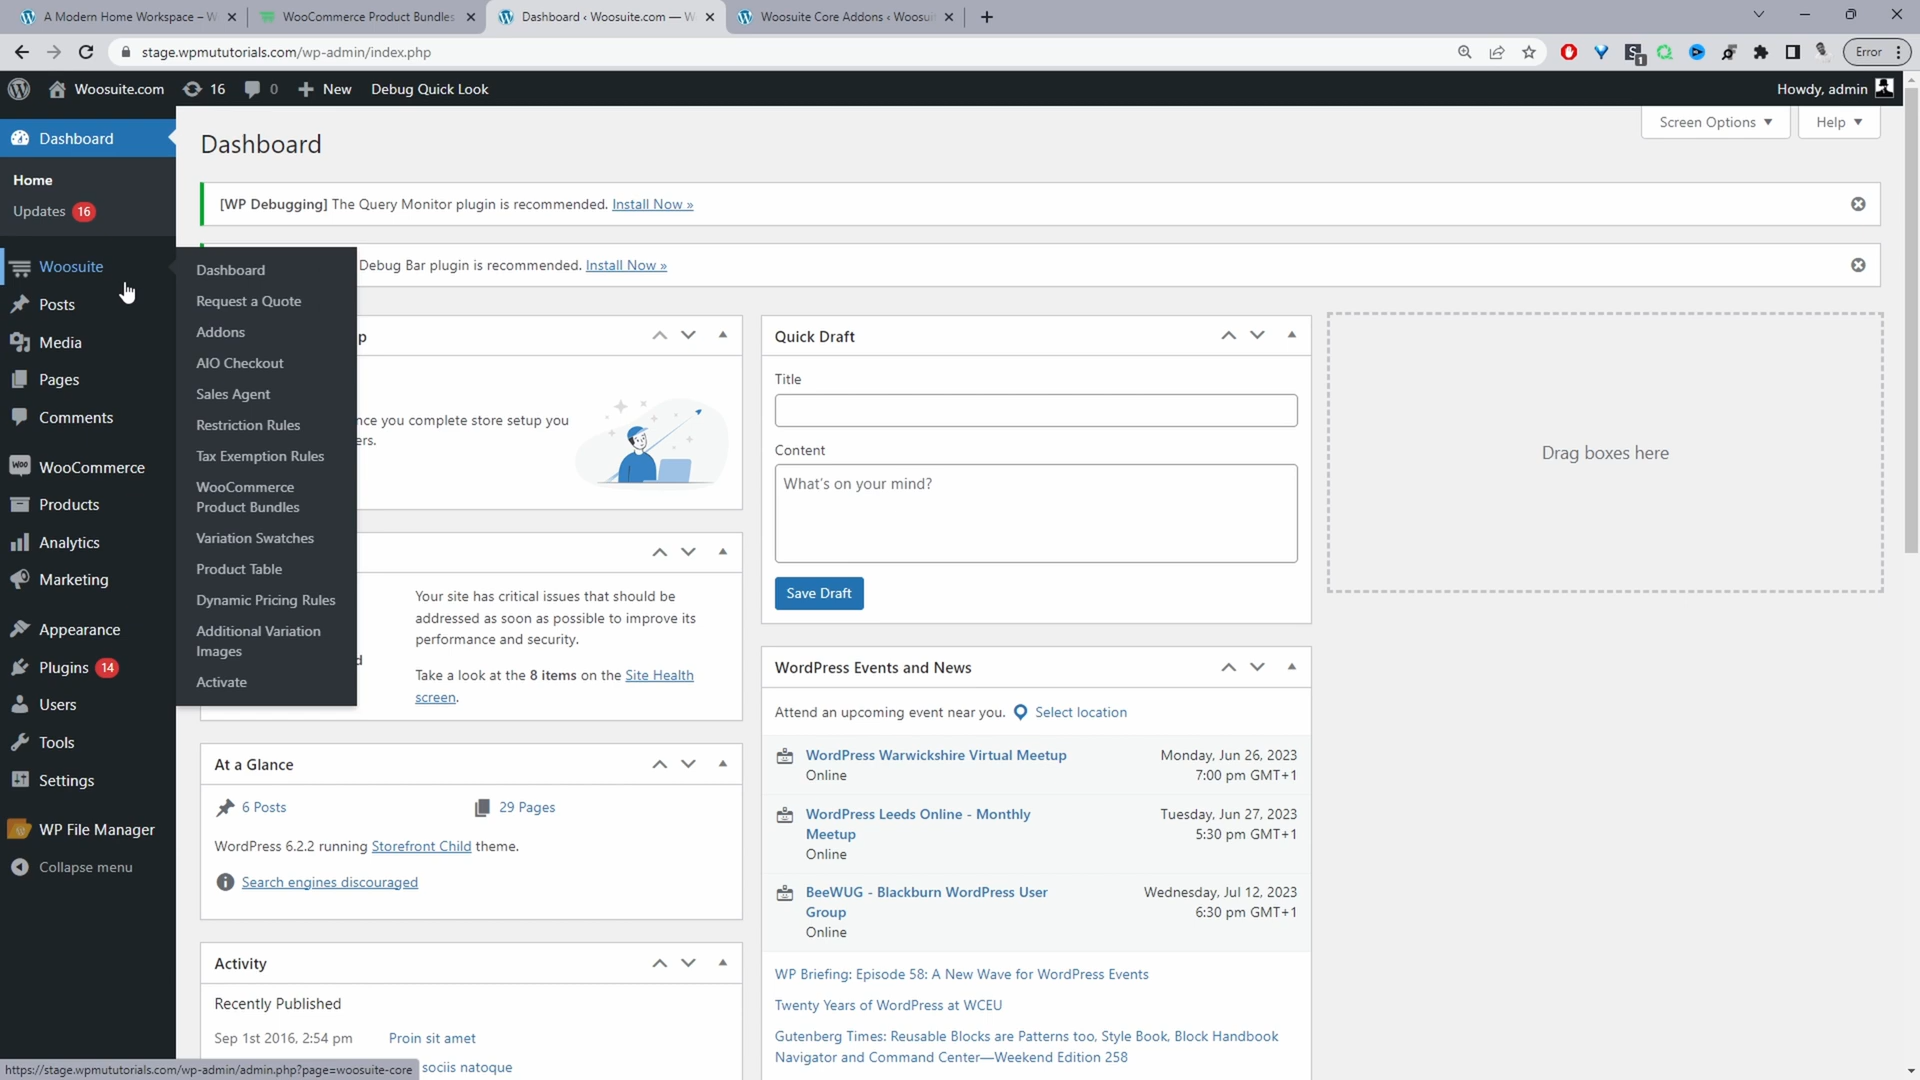 A Modern Home Workspace – W
WooCommerce Product Bundles
Dashboard ‹ Woosuite.com — W
Woosuite Core Addons ‹ Woosui
stage.wpmututorials.com/wp-admin/index.php
1
Error
Woosuite.com
16
0
New
Debug Quick Look
Howdy, admin
Dashboard
Home
Updates 16
Woosuite
Posts
Media
Pages
Comments
WooCommerce
Products
Analytics
Marketing
Appearance
Plugins 14
Users
Tools
Settings
WP File Manager
Collapse menu
Dashboard
Request a Quote
Addons
AIO Checkout
Sales Agent
Restriction Rules
Tax Exemption Rules
WooCommerce
Product Bundles
Variation Swatches
Product Table
Dynamic Pricing Rules
Additional Variation
Images
Activate
Dashboard
Screen Options
Help
[WP Debugging] The Query Monitor plugin is recommended. Install Now »
Debug Bar plugin is recommended. Install Now »
p
nce you complete store setup you
ers.
d
Your site has critical issues that should be
addressed as soon as possible to improve its
performance and security.
Take a look at the 8 items on the Site Health
screen.
At a Glance
6 Posts
29 Pages
WordPress 6.2.2 running Storefront Child theme.
Search engines discouraged
Activity
Recently Published
Sep 1st 2016, 2:54 pm
Proin sit amet
sociis natoque
Quick Draft
Title
Content
What's on your mind?
Save Draft
WordPress Events and News
Attend an upcoming event near you.
Select location
WordPress Warwickshire Virtual Meetup
Online
Monday, Jun 26, 2023
7:00 pm GMT+1
WordPress Leeds Online - Monthly
Meetup
Online
Tuesday, Jun 27, 2023
5:30 pm GMT+1
BeeWUG - Blackburn WordPress User
Group
Online
Wednesday, Jul 12, 2023
6:30 pm GMT+1
WP Briefing: Episode 58: A New Wave for WordPress Events
Twenty Years of WordPress at WCEU
Gutenberg Times: Reusable Blocks are Patterns too, Style Book, Block Handbook
Navigator and Command Center—Weekend Edition 258
Drag boxes here
https://stage.wpmututorials.com/wp-admin/admin.php?page=woosuite-core